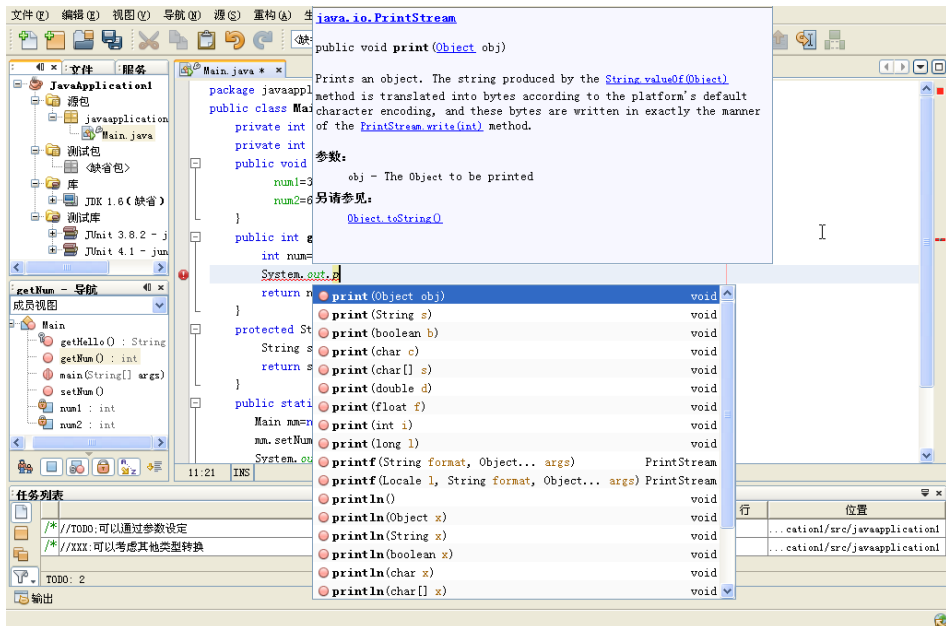 文件(F) 编辑(E) 视图(V) 导航(N) 源(S) 重构(A) 生
java.io.PrintStream
public void print(Object obj)
Prints an object. The string produced by the String.valueOf(Object)
method is translated into bytes according to the platform's default
character encoding, and these bytes are written in exactly the manner
of the PrintStream.write(int) method.
参数:
obj - The Object to be printed
另请参见:
Object.toString()
文件 服务
JavaApplication1
源包
javaapplication
Main.java
测试包
<缺省包>
库
JDK 1.6(缺省)
测试库
JUnit 3.8.2 - j
JUnit 4.1 - jun
getNum - 导航
成员视图
Main
getHello() : String
getNum() : int
main(String[] args)
setNum()
num1 : int
num2 : int
Main.java *
package javaappl
public class Mai
private int
private int
public void
num1=3
num2=6
}
public int g
int num=
System.out.p
return n
}
protected St
String s
return s
}
public stati
Main mm=n
mm.setNum
System.ou
11:21 INS
print(Object obj) void
print(String s) void
print(boolean b) void
print(char c) void
print(char[] s) void
print(double d) void
print(float f) void
print(int i) void
print(long l) void
printf(String format, Object... args) PrintStream
printf(Locale l, String format, Object... args) PrintStream
println() void
println(Object x) void
println(String x) void
println(boolean x) void
println(char x) void
println(char[] x) void
任务列表
行 位置
/* //TODO:可以通过参数设定 ...cation1/src/javaapplication1
/* //XXX:可以考虑其他类型转换 ...cation1/src/javaapplication1
TODO: 2
输出